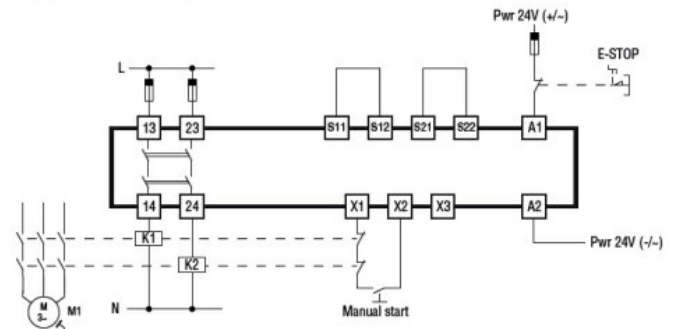 Pwr 24V (+/~)
E-STOP
L
13 23 S11 S12 S21 S22 A1
14 24 X1 X2 X3 A2
K1
Pwr 24V (-/~)
K2
M
3~
M1
N
Manual start